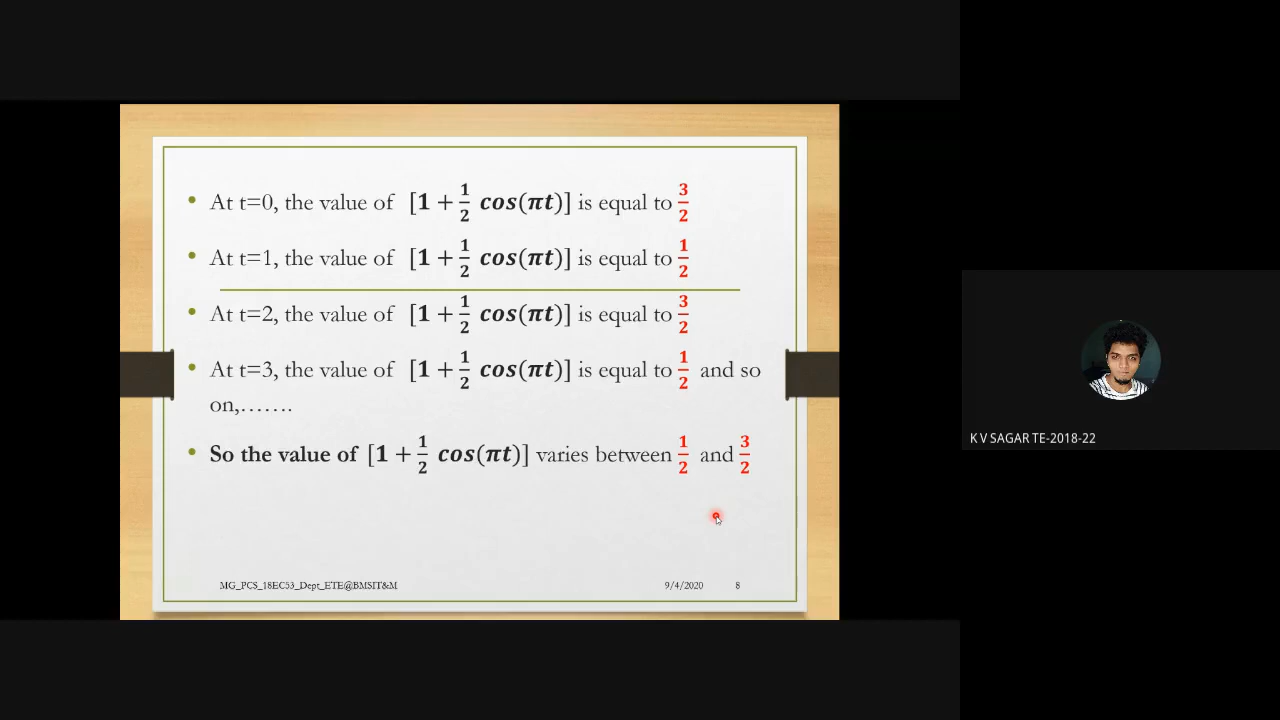 • At t=0, the value of [1 + 1/2 cos(πt)] is equal to 3/2
• At t=1, the value of [1 + 1/2 cos(πt)] is equal to 1/2
• At t=2, the value of [1 + 1/2 cos(πt)] is equal to 3/2
• At t=3, the value of [1 + 1/2 cos(πt)] is equal to 1/2 and so
on,…….
• So the value of [1 + 1/2 cos(πt)] varies between 1/2 and 3/2
MG_PCS_18EC53_Dept_ETE@BMSIT&M 9/4/2020 8
K V SAGAR TE-2018-22